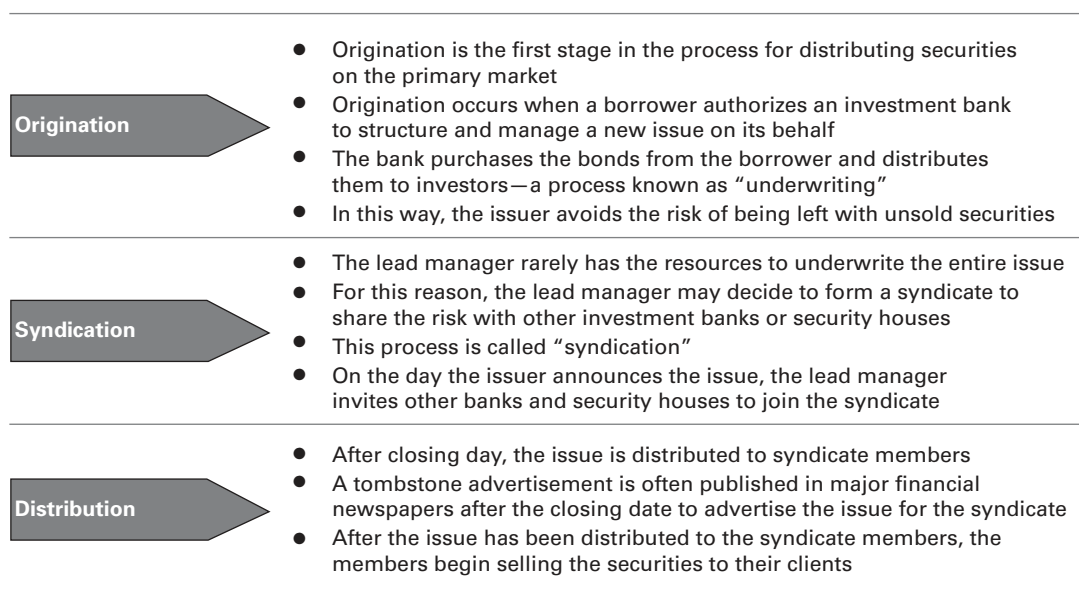 Origination
● Origination is the first stage in the process for distributing securities
on the primary market
● Origination occurs when a borrower authorizes an investment bank
to structure and manage a new issue on its behalf
● The bank purchases the bonds from the borrower and distributes
them to investors—a process known as “underwriting”
● In this way, the issuer avoids the risk of being left with unsold securities
Syndication
● The lead manager rarely has the resources to underwrite the entire issue
● For this reason, the lead manager may decide to form a syndicate to
share the risk with other investment banks or security houses
● This process is called “syndication”
● On the day the issuer announces the issue, the lead manager
invites other banks and security houses to join the syndicate
Distribution
● After closing day, the issue is distributed to syndicate members
● A tombstone advertisement is often published in major financial
newspapers after the closing date to advertise the issue for the syndicate
● After the issue has been distributed to the syndicate members, the
members begin selling the securities to their clients